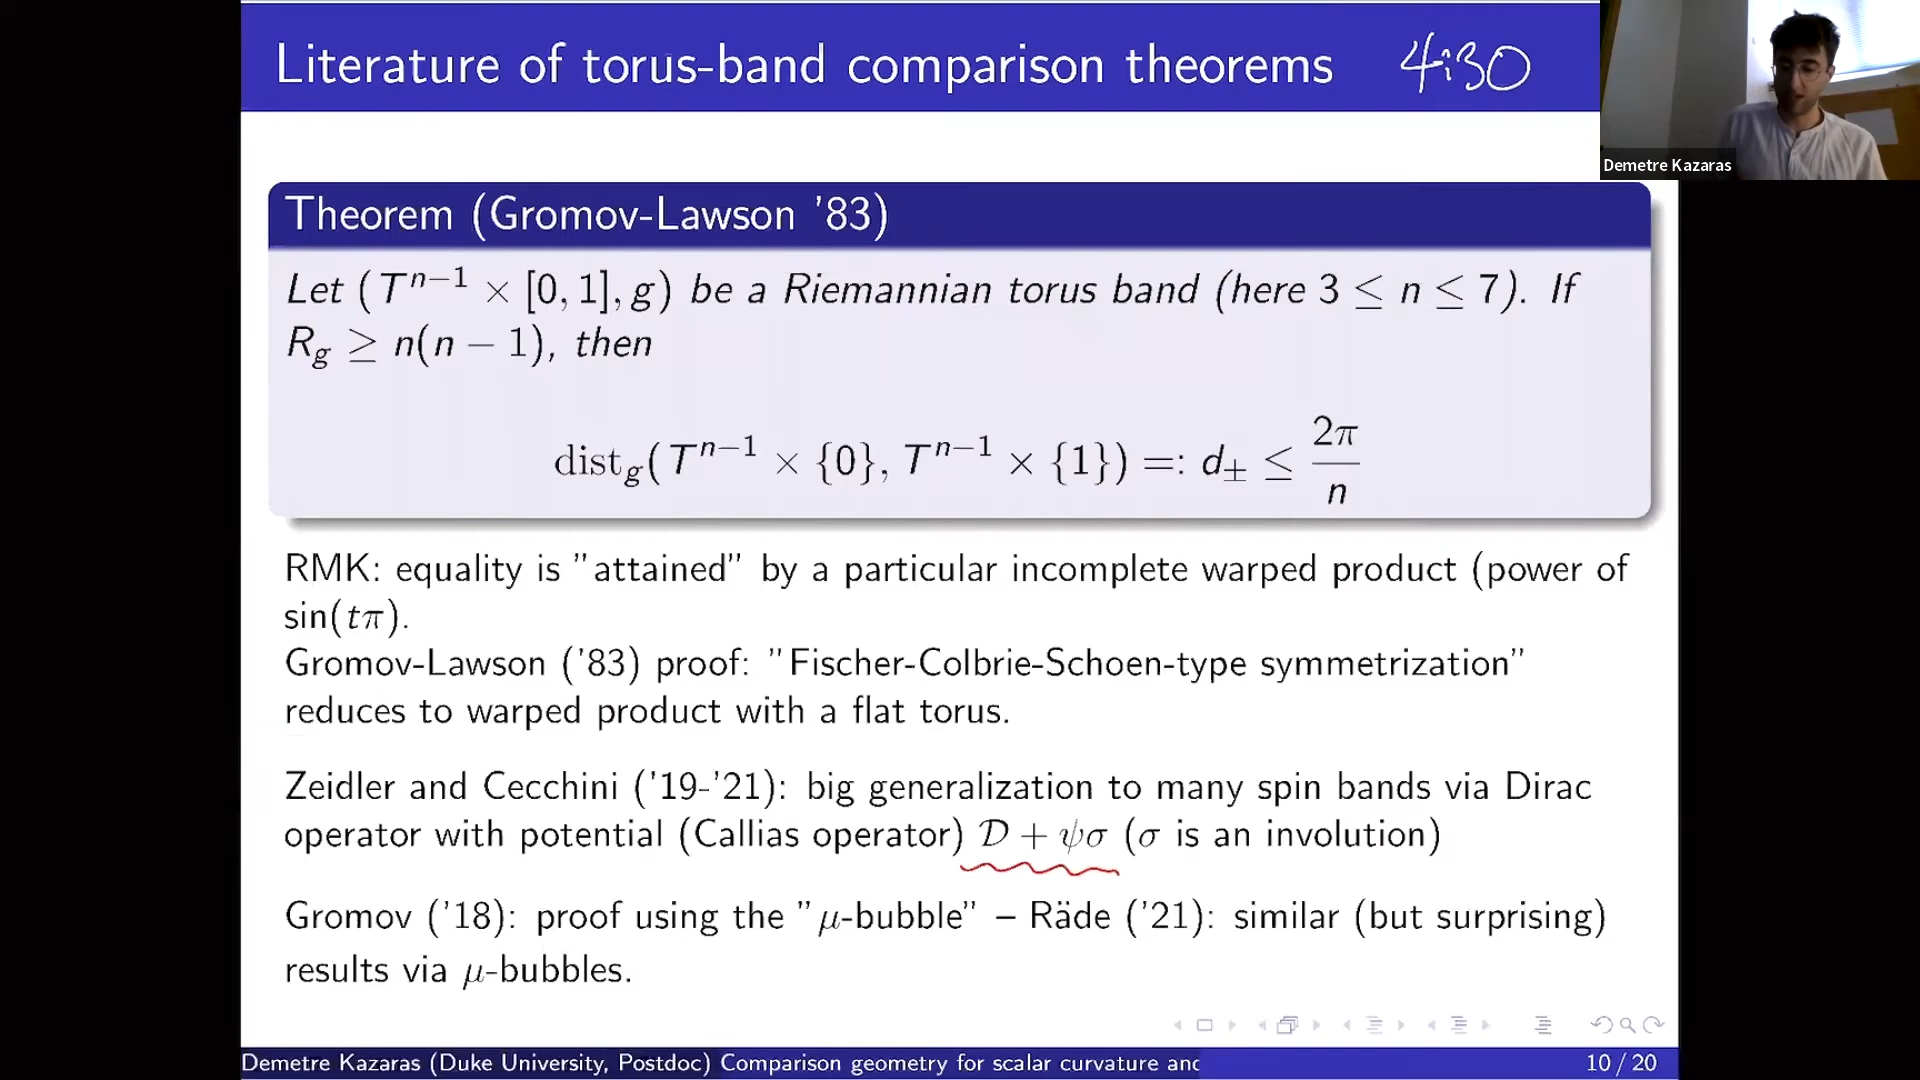 Literature of torus-band comparison theorems 4:30
Demetre Kazaras
Theorem (Gromov-Lawson '83)
Let (T^{n−1} × [0, 1], g) be a Riemannian torus band (here 3 ≤ n ≤ 7). If
R_g ≥ n(n − 1), then
dist_g(T^{n−1} × {0}, T^{n−1} × {1}) =: d_± ≤ 2π/n
RMK: equality is "attained" by a particular incomplete warped product (power of
sin(tπ).
Gromov-Lawson ('83) proof: "Fischer-Colbrie-Schoen-type symmetrization"
reduces to warped product with a flat torus.
Zeidler and Cecchini ('19-'21): big generalization to many spin bands via Dirac
operator with potential (Callias operator) 𝒟 + ψσ (σ is an involution)
Gromov ('18): proof using the "μ-bubble" – Räde ('21): similar (but surprising)
results via μ-bubbles.
Demetre Kazaras (Duke University, Postdoc) Comparison geometry for scalar curvature and 10 / 20